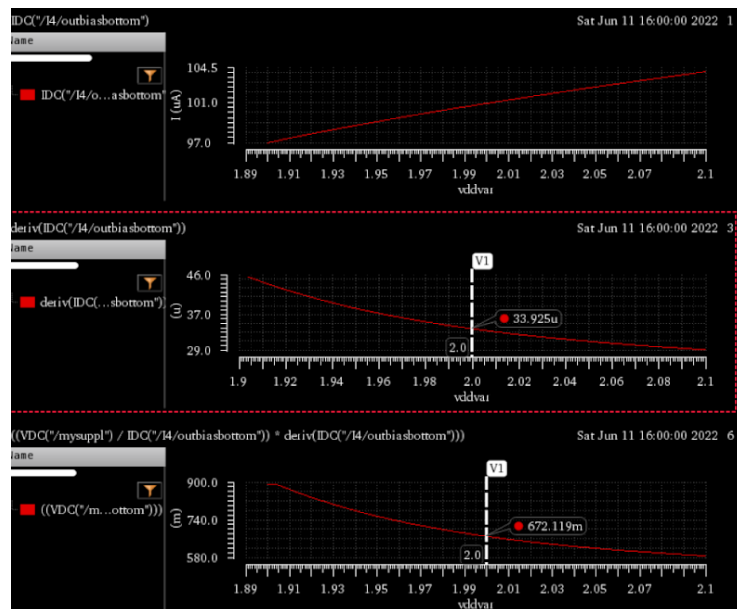 IDC("/I4/outbiasbottom") Sat Jun 11 16:00:00 2022 1
Name
IDC("/I4/o...asbottom"
I (uA)
104.5
101.0
97.0
1.89 1.91 1.93 1.95 1.97 1.99 2.01 2.03 2.05 2.07 2.1
vddvar
deriv(IDC("/I4/outbiasbottom")) Sat Jun 11 16:00:00 2022 3
Name
deriv(IDC(...sbottom"))
(u)
V1
46.0
37.0
33.925u
29.0
2.0
1.9 1.92 1.94 1.96 1.98 2.0 2.02 2.04 2.06 2.08 2.1
vddvar
((VDC("/mysuppl") / IDC("/I4/outbiasbottom")) * deriv(IDC("/I4/outbiasbottom"))) Sat Jun 11 16:00:00 2022 6
Name
((VDC("/m...ottom")))
(m)
V1
900.0
740.0
672.119m
580.0
2.0
1.89 1.91 1.93 1.95 1.97 1.99 2.01 2.03 2.05 2.07 2.1
vddvar